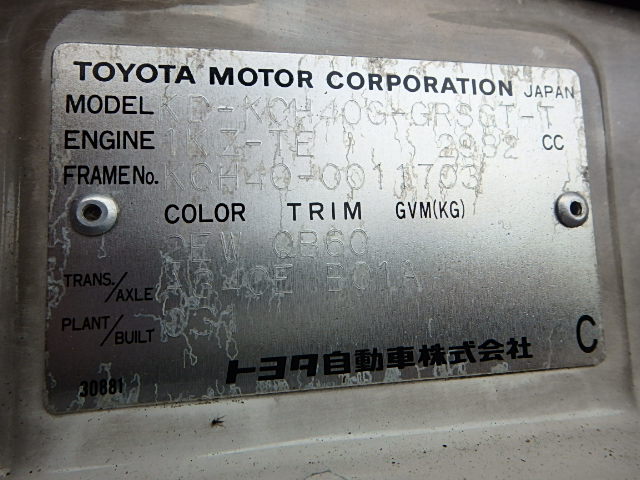 TOYOTA MOTOR CORPORATION JAPAN
MODEL KD-KCH40G-GRSGT-T
ENGINE 1KZ-TE 2982 CC
FRAME No. KCH40-0011703
COLOR TRIM GVM(KG)
2EW QB60
TRANS./AXLE A340E B01A
PLANT/BUILT
C
トヨタ自動車株式会社
30881